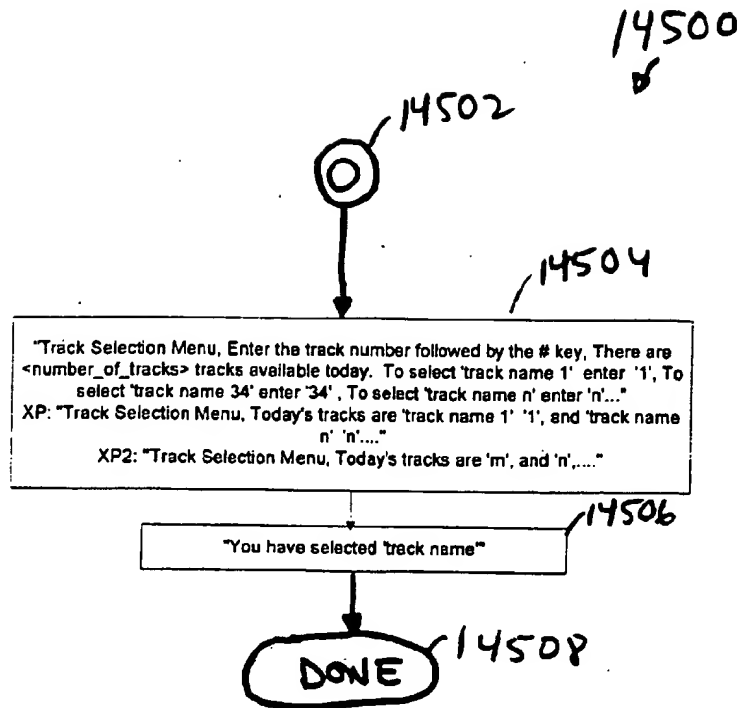 14500
14502
14504
"Track Selection Menu, Enter the track number followed by the # key, There are
<number_of_tracks> tracks available today. To select 'track name 1' enter '1', To
select 'track name 34' enter '34' , To select 'track name n' enter 'n'..."
XP: "Track Selection Menu, Today's tracks are 'track name 1' '1', and 'track name
n' 'n'...."
XP2: "Track Selection Menu, Today's tracks are 'm', and 'n',...."
14506
"You have selected 'track name'"
DONE
14508